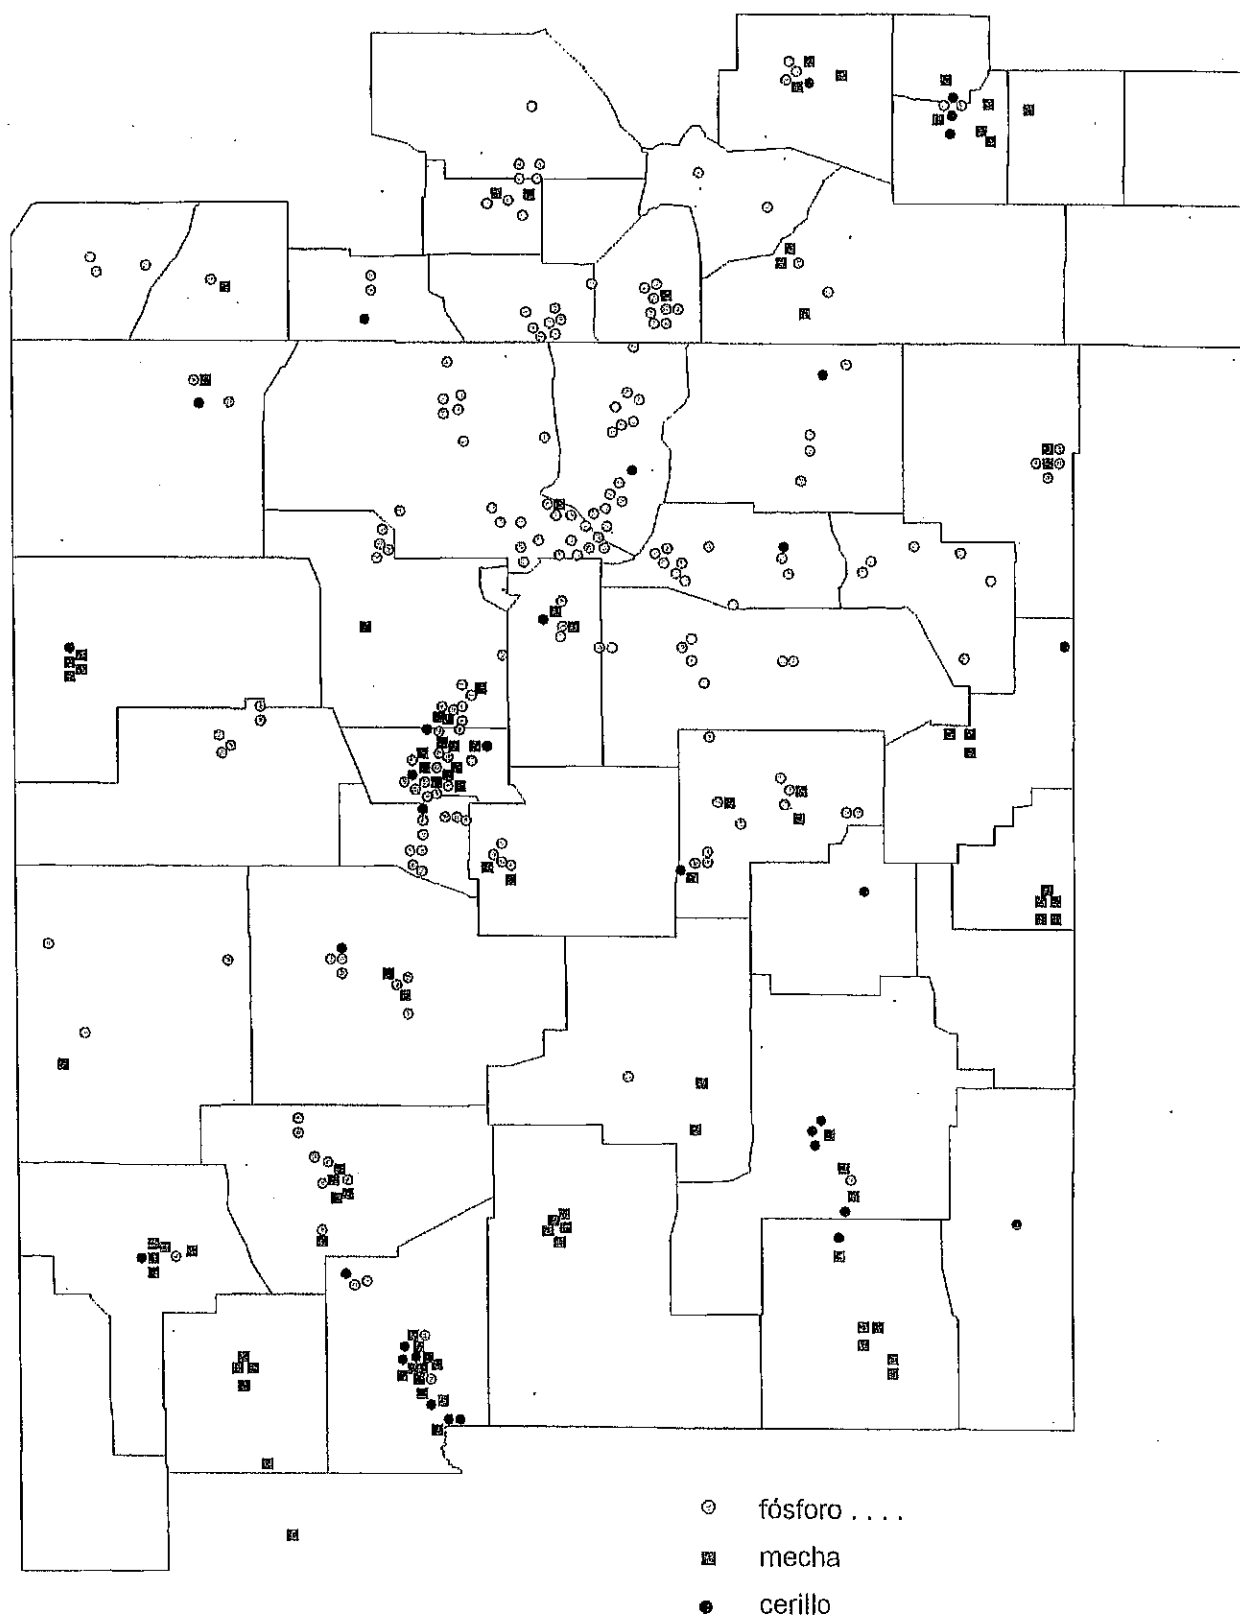 fósforo . . . .
mecha
cerillo